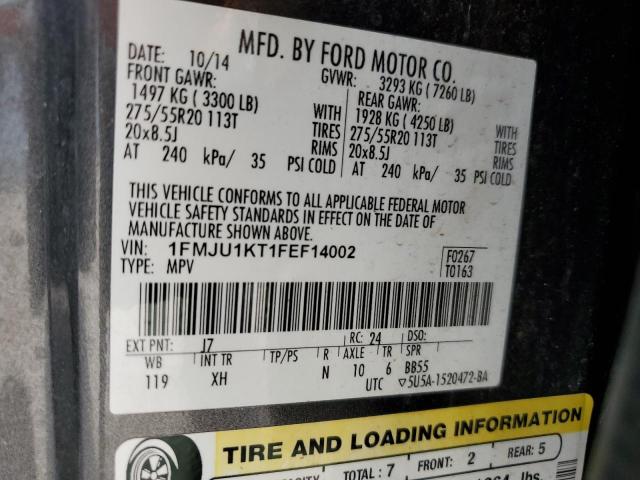 MFD. BY FORD MOTOR CO.
DATE: 10/14 GVWR: 3293 KG ( 7260 LB)
FRONT GAWR: REAR GAWR:
1497 KG ( 3300 LB) WITH 1928 KG ( 4250 LB) WITH
275/55R20 113T TIRES 275/55R20 113T TIRES
20x8.5J RIMS 20x8.5J RIMS
AT 240 kPa/ 35 PSI COLD AT 240 kPa/ 35 PSI COLD
THIS VEHICLE CONFORMS TO ALL APPLICABLE FEDERAL MOTOR
VEHICLE SAFETY STANDARDS IN EFFECT ON THE DATE OF
MANUFACTURE SHOWN ABOVE.
VIN: 1FMJU1KT1FEF14002 F0267
TYPE: MPV T0163
EXT PNT: J7 RC: 24 DSO:
WB INT TR TP/PS R AXLE TR SPR
119 XH N 10 6 BB55
UTC ▽5U5A-1520472-BA
TIRE AND LOADING INFORMATION
TOTAL : 7 FRONT: 2 REAR: 5
lbs.